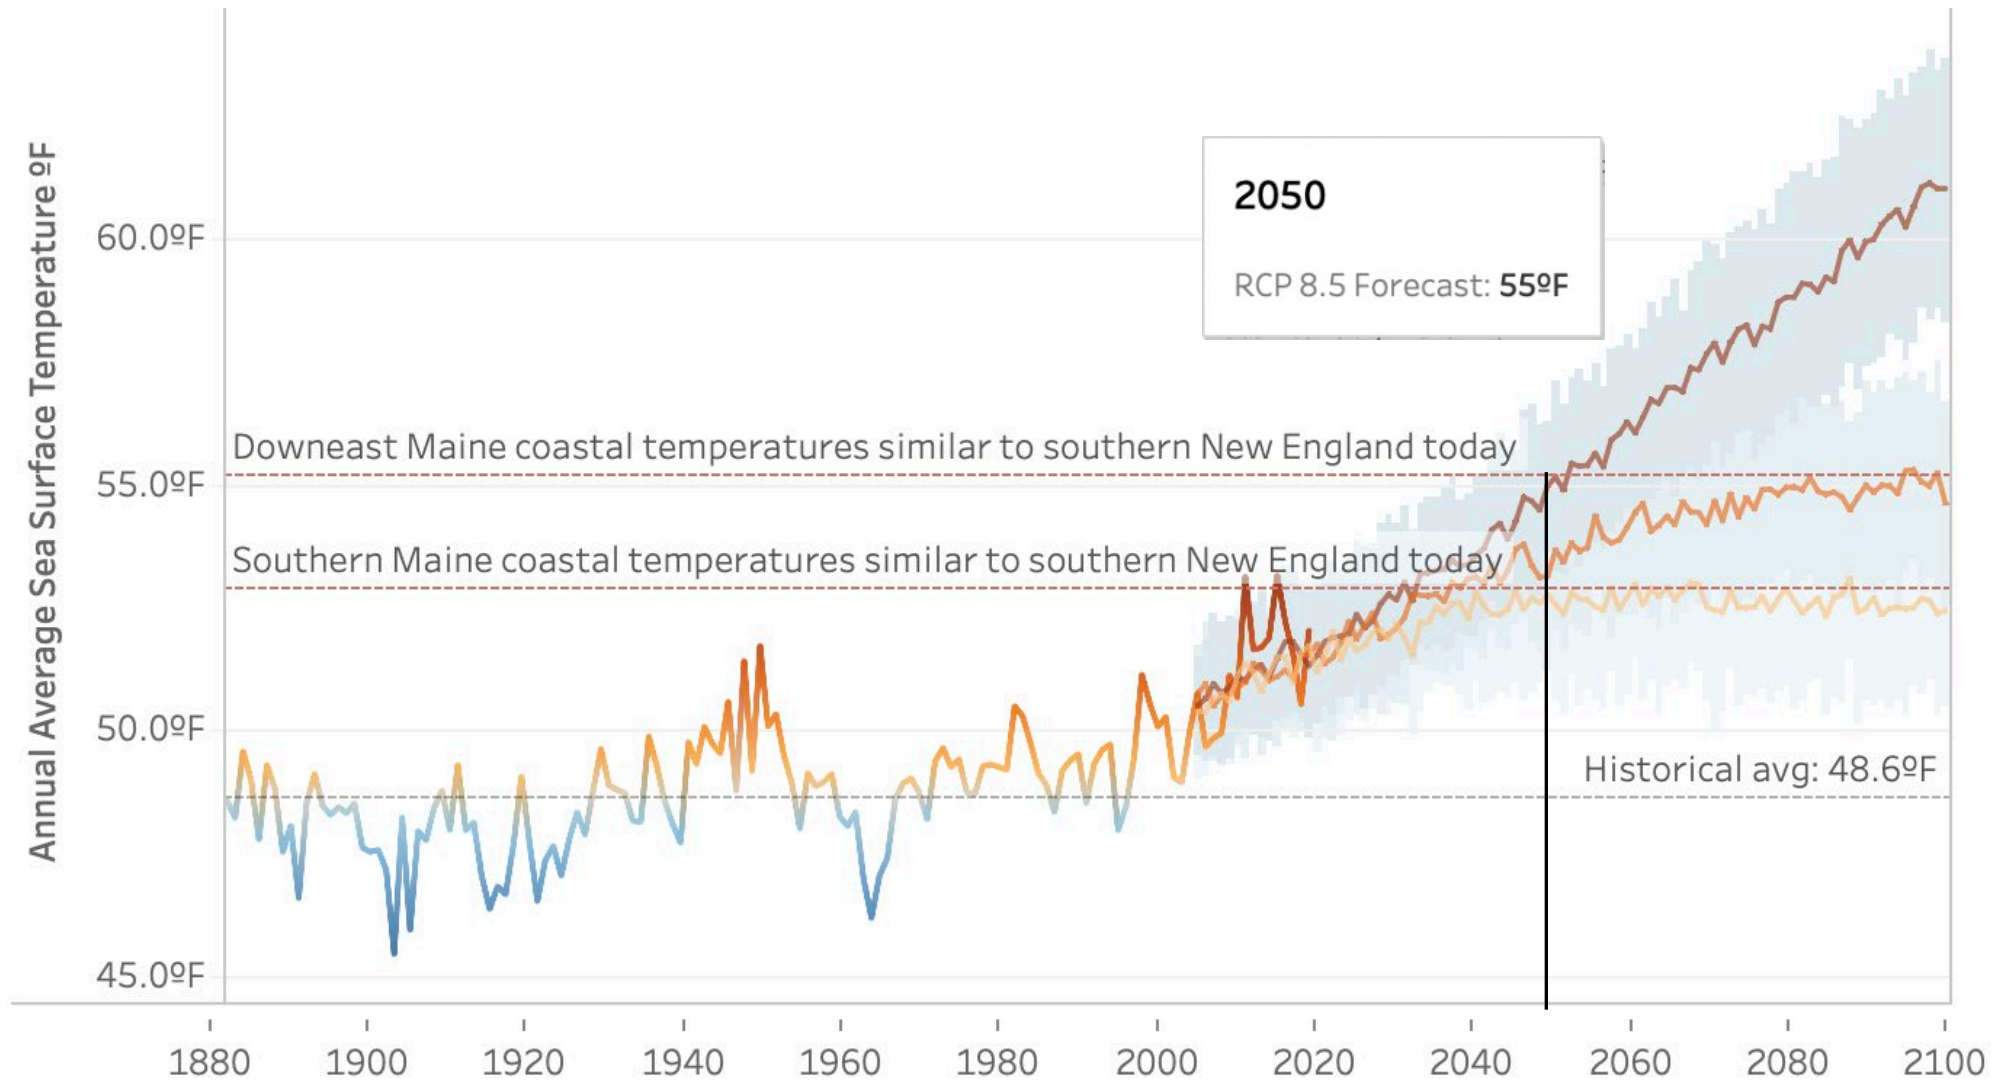 Annual Average Sea Surface Temperature ºF
60.0ºF
55.0ºF
50.0ºF
45.0ºF
2050
RCP 8.5 Forecast: 55ºF
Downeast Maine coastal temperatures similar to southern New England today
Southern Maine coastal temperatures similar to southern New England today
Historical avg: 48.6ºF
1880 1900 1920 1940 1960 1980 2000 2020 2040 2060 2080 2100